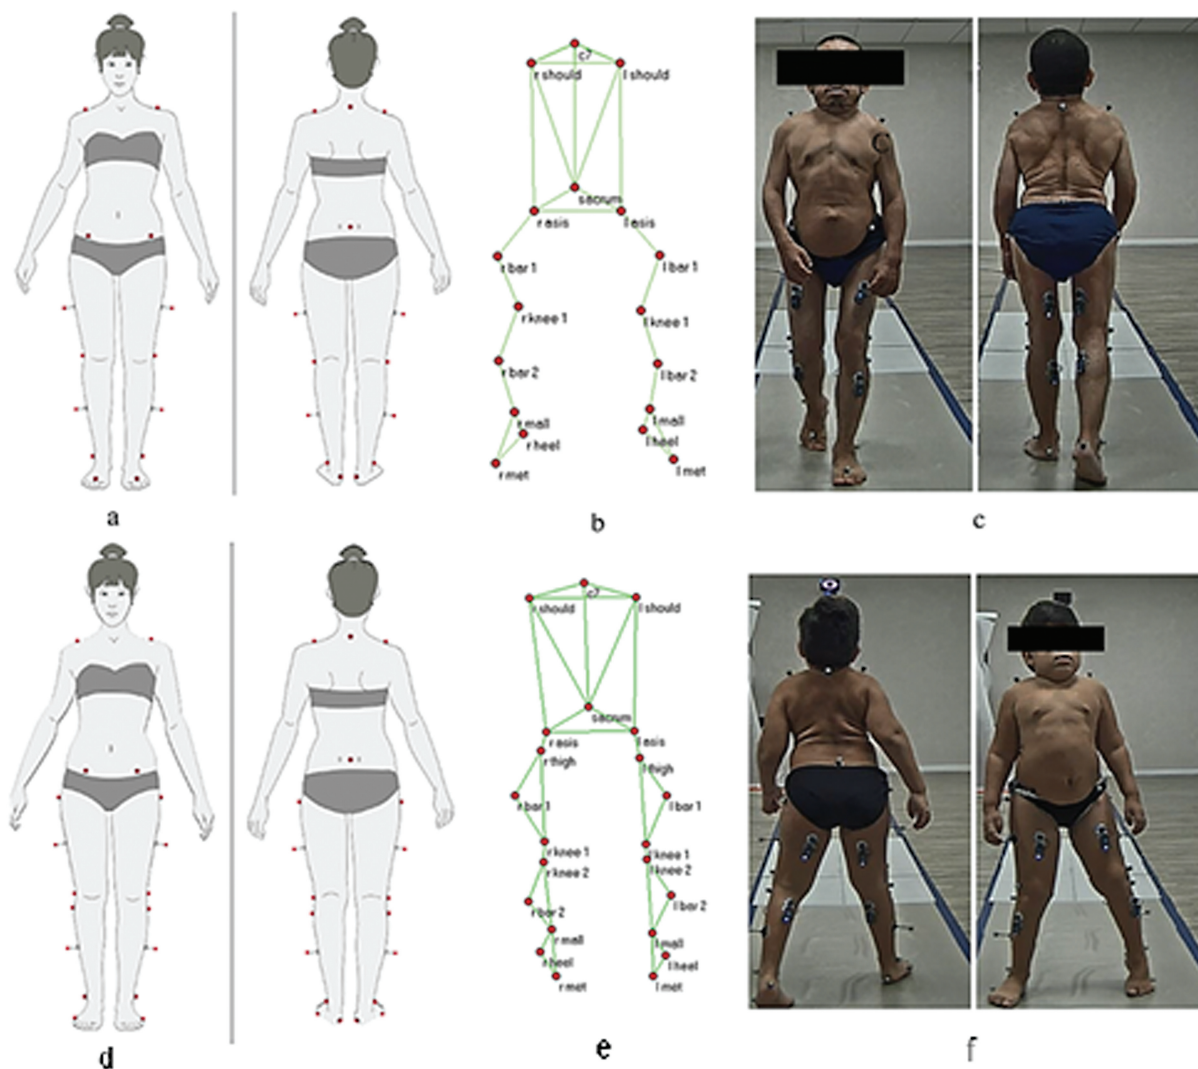 c7
r should
l should
sacrum
r asis
l asis
r bar 1
l bar 1
r knee 1
l knee 1
r bar 2
l bar 2
r mall
l mall
r heel
l heel
r met
l met
a
b
c
c7
r should
l should
sacrum
r asis
l asis
r thigh
l thigh
r bar 1
l bar 1
r knee 1
l knee 1
r knee 2
l knee 2
r bar 2
l bar 2
r mall
l mall
r heel
l heel
r met
l met
d
e
f